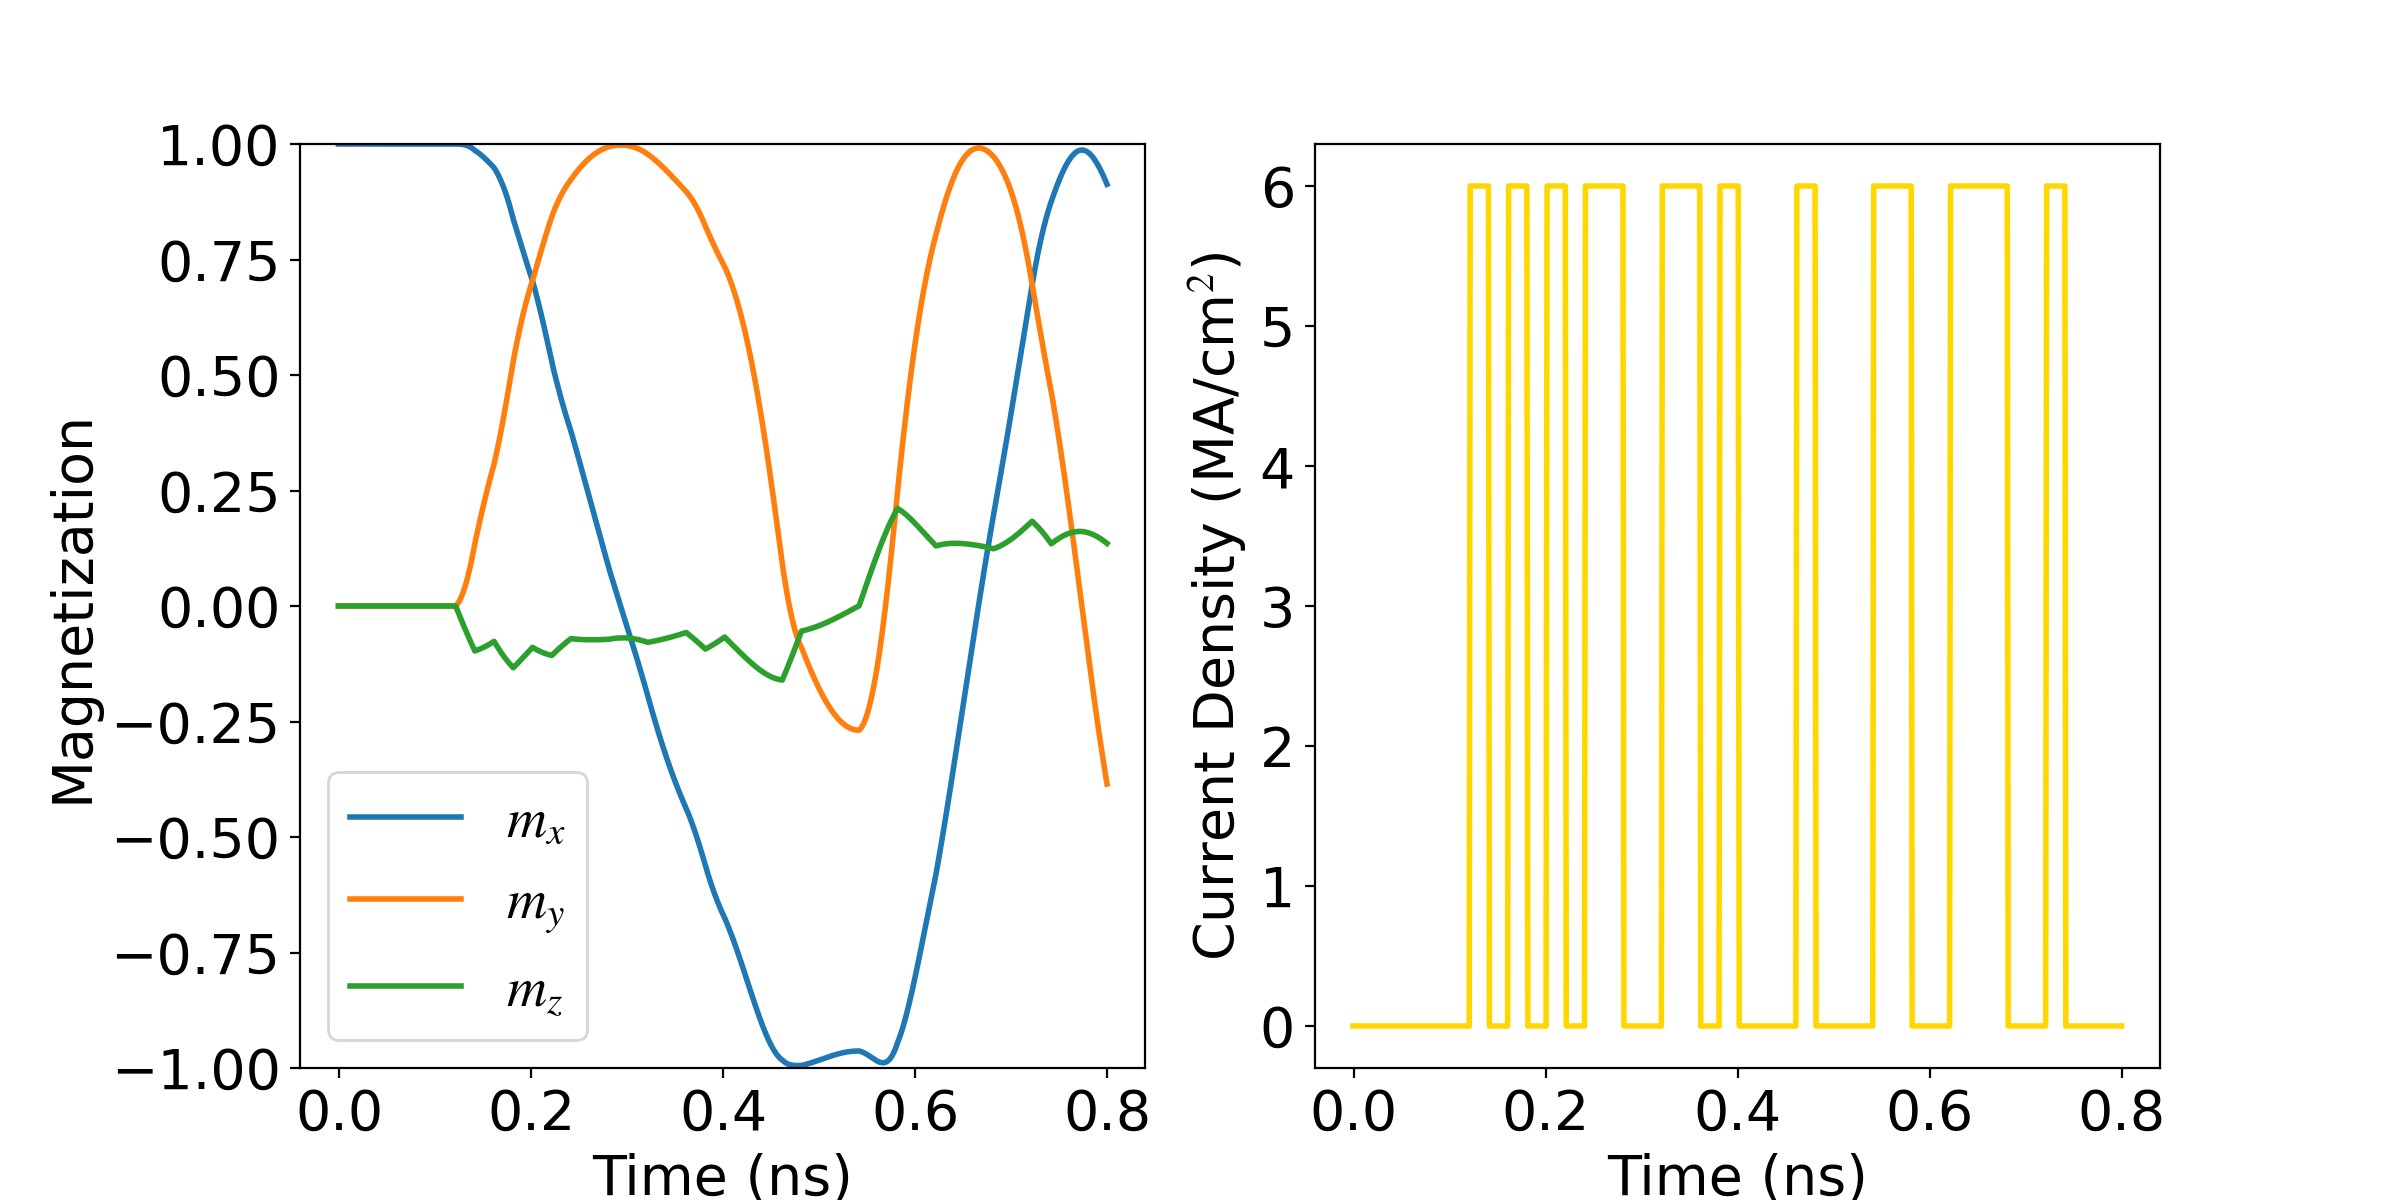 Magnetization
1.00
0.75
0.50
0.25
0.00
−0.25
−0.50
−0.75
−1.00
0.0 0.2 0.4 0.6 0.8
Time (ns)
mₓ
m_y
m_z
Current Density (MA/cm²)
6
5
4
3
2
1
0
0.0 0.2 0.4 0.6 0.8
Time (ns)